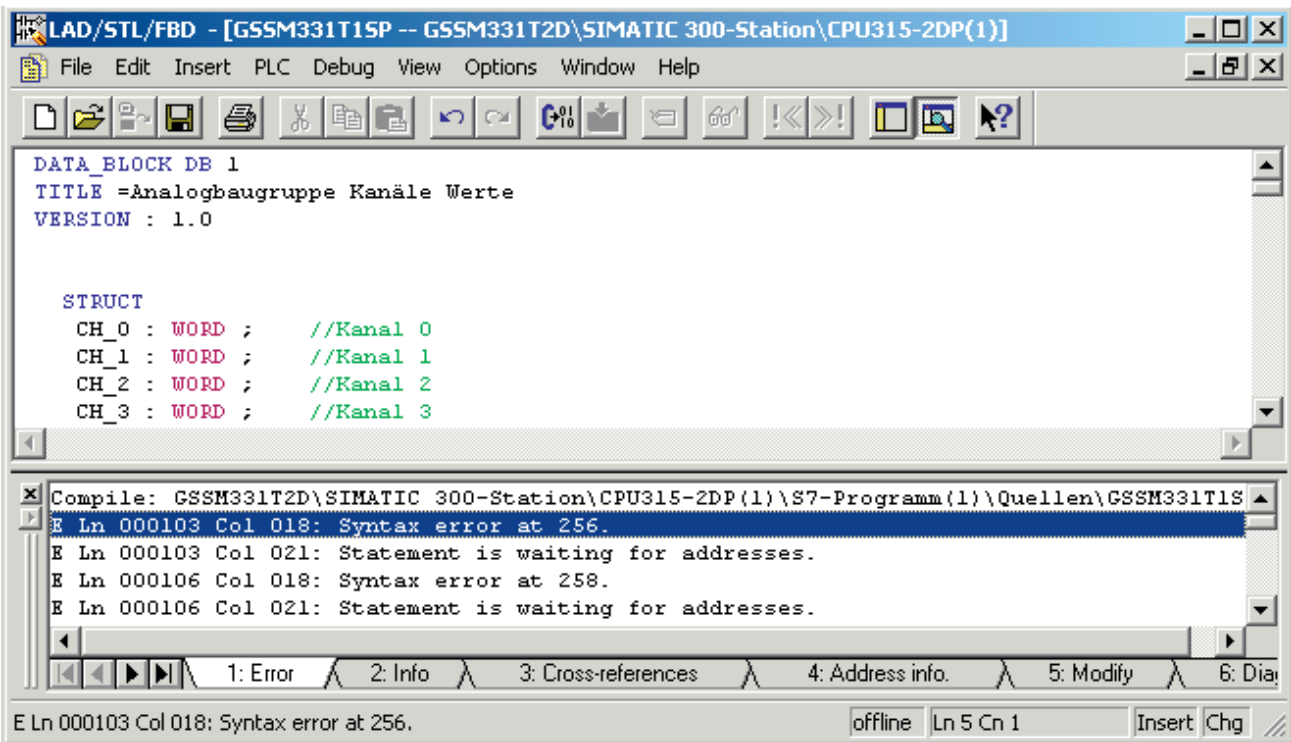 LAD/STL/FBD - [GSSM331T1SP -- GSSM331T2D\SIMATIC 300-Station\CPU315-2DP(1)]
File Edit Insert PLC Debug View Options Window Help
DATA_BLOCK DB 1
TITLE =Analogbaugruppe Kanäle Werte
VERSION : 1.0
STRUCT
CH_0 : WORD ; //Kanal 0
CH_1 : WORD ; //Kanal 1
CH_2 : WORD ; //Kanal 2
CH_3 : WORD ; //Kanal 3
Compile: GSSM331T2D\SIMATIC 300-Station\CPU315-2DP(1)\S7-Programm(1)\Quellen\GSSM331T1S
E Ln 000103 Col 018: Syntax error at 256.
E Ln 000103 Col 021: Statement is waiting for addresses.
E Ln 000106 Col 018: Syntax error at 258.
E Ln 000106 Col 021: Statement is waiting for addresses.
1: Error 2: Info 3: Cross-references 4: Address info. 5: Modify 6: Diag
E Ln 000103 Col 018: Syntax error at 256. offline Ln 5 Cn 1 Insert Chg